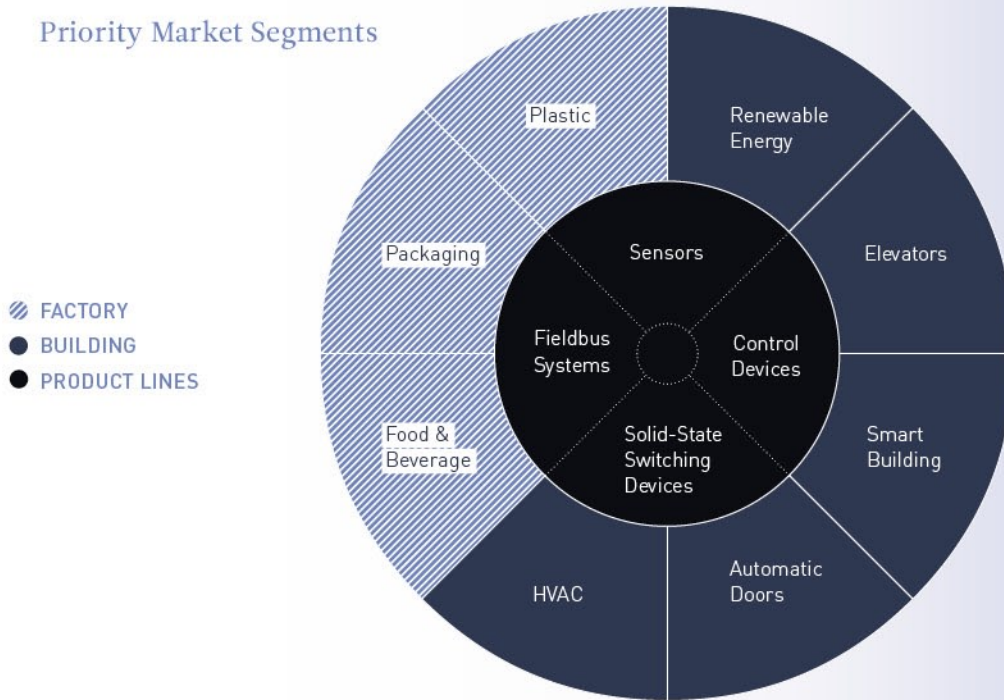 Priority Market Segments
Plastic
Renewable
Energy
Packaging
Sensors
Elevators
FACTORY
BUILDING
PRODUCT LINES
Fieldbus
Systems
Control
Devices
Food &
Beverage
Solid-State
Switching
Devices
Smart
Building
HVAC
Automatic
Doors